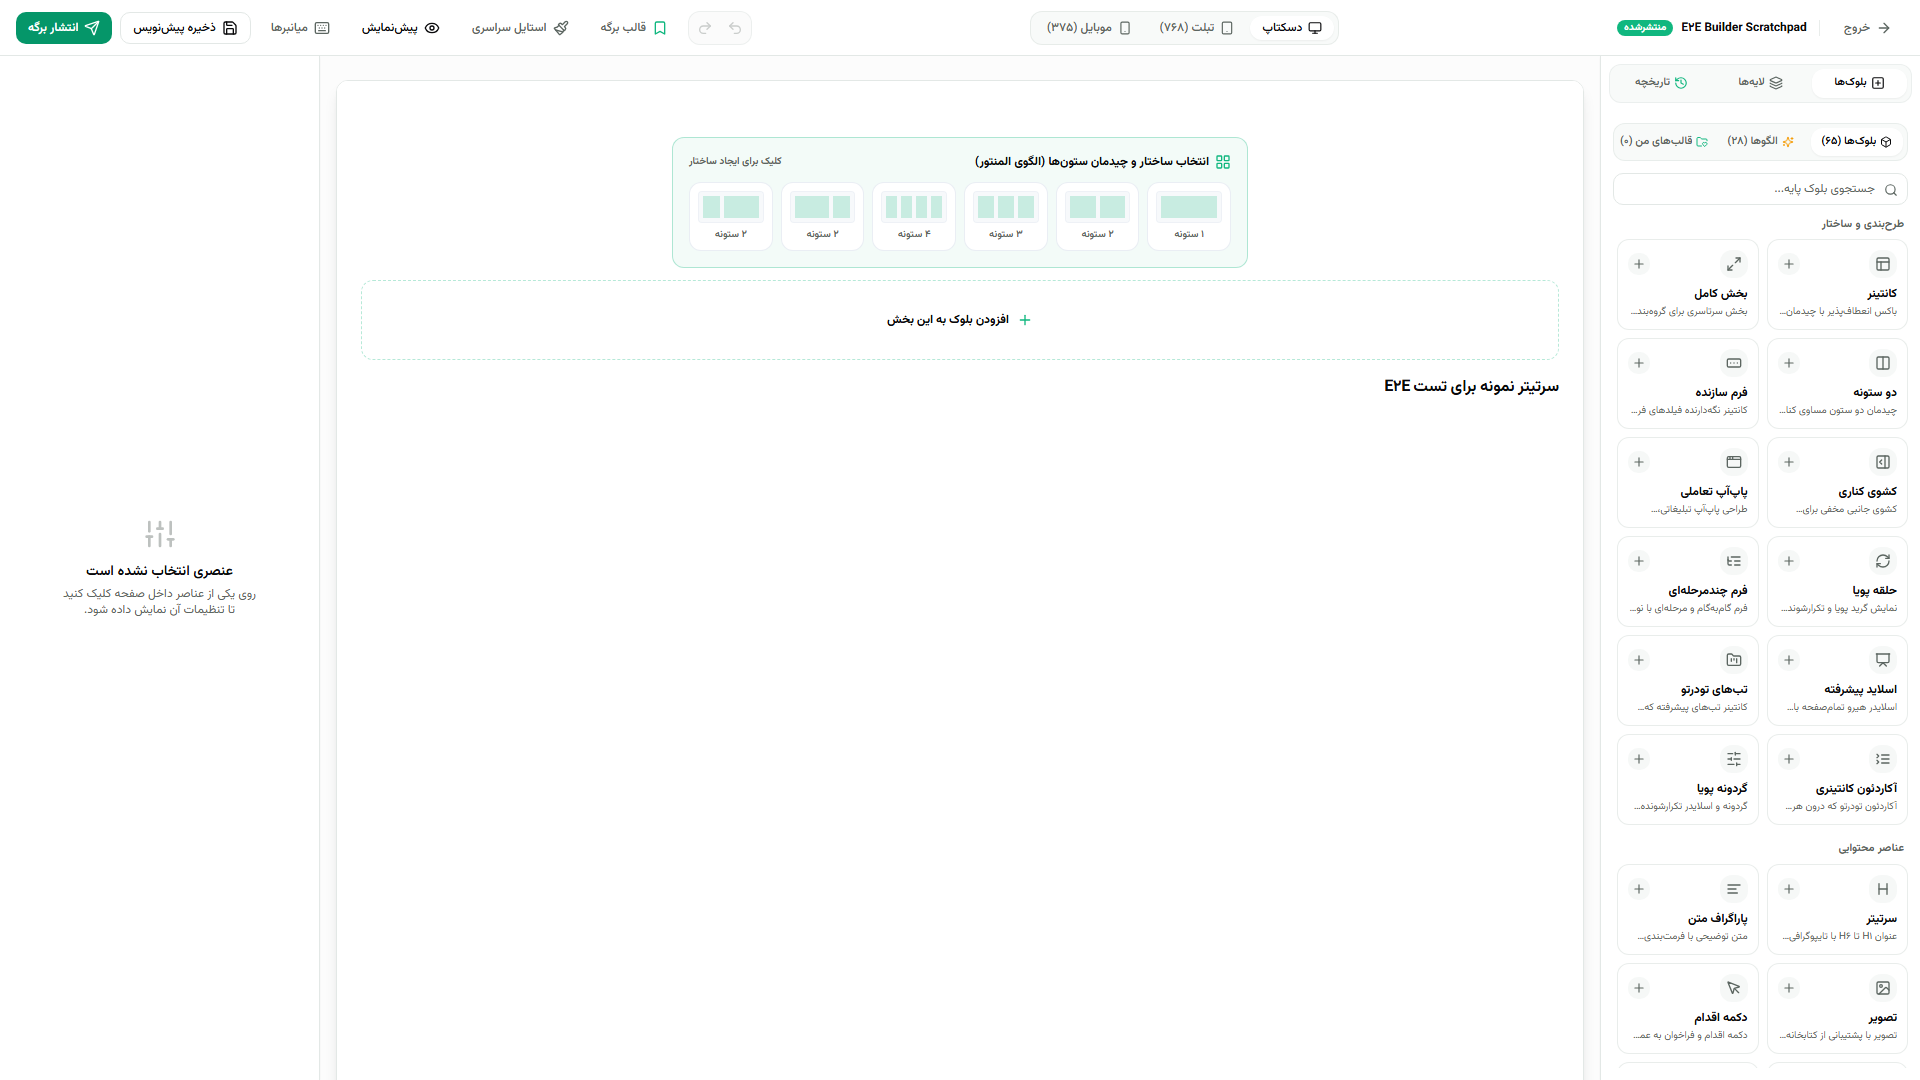 خروج
E۲E Builder Scratchpad
منتشرشده
دسکتاپ
تبلت (۷۶۸)
موبایل (۳۷۵)
قالب برگه
استایل سراسری
پیش‌نمایش
میانبرها
ذخیره پیش‌نویس
انتشار برگه
بلوک‌ها
لایه‌ها
تاریخچه
بلوک‌ها (۶۵)
الگوها (۲۸)
قالب‌های من (۰)
جستجوی بلوک پایه...
طرح‌بندی و ساختار
کانتینر
باکس انعطاف‌پذیر با چیدمان...
بخش کامل
بخش سرتاسری برای گروه‌بند...
دو ستونه
چیدمان دو ستون مساوی کنا...
فرم سازنده
کانتینر نگه‌دارنده فیلدهای فر...
کشوی کناری
کشوی جانبی مخفی برای...
پاپ‌آپ تعاملی
طراحی پاپ‌آپ تبلیغاتی،...
حلقه پویا
نمایش گرید پویا و تکرارشوند...
فرم چندمرحله‌ای
فرم گام‌به‌گام و مرحله‌ای با نو...
اسلاید پیشرفته
اسلایدر هیرو تمام‌صفحه با...
تب‌های تودرتو
کانتینر تب‌های پیشرفته که...
آکاردئون کانتینری
آکاردئون تودرتو که درون هر...
گردونه پویا
گردونه و اسلایدر تکرارشونده...
عناصر محتوایی
سرتیتر
عنوان H۱ تا H۶ با تایپوگرافی...
پاراگراف متن
متن توضیحی با فرمت‌بندی...
تصویر
تصویر با پشتیبانی از کتابخانه...
دکمه اقدام
دکمه اقدام و فراخوان به عمـ...
انتخاب ساختار و چیدمان ستون‌ها (الگوی المنتور)
کلیک برای ایجاد ساختار
۱ ستونه
۲ ستونه
۳ ستونه
۴ ستونه
۲ ستونه
۲ ستونه
افزودن بلوک به این بخش
سرتیتر نمونه برای تست E۲E
عنصری انتخاب نشده است
روی یکی از عناصر داخل صفحه کلیک کنید
تا تنظیمات آن نمایش داده شود.